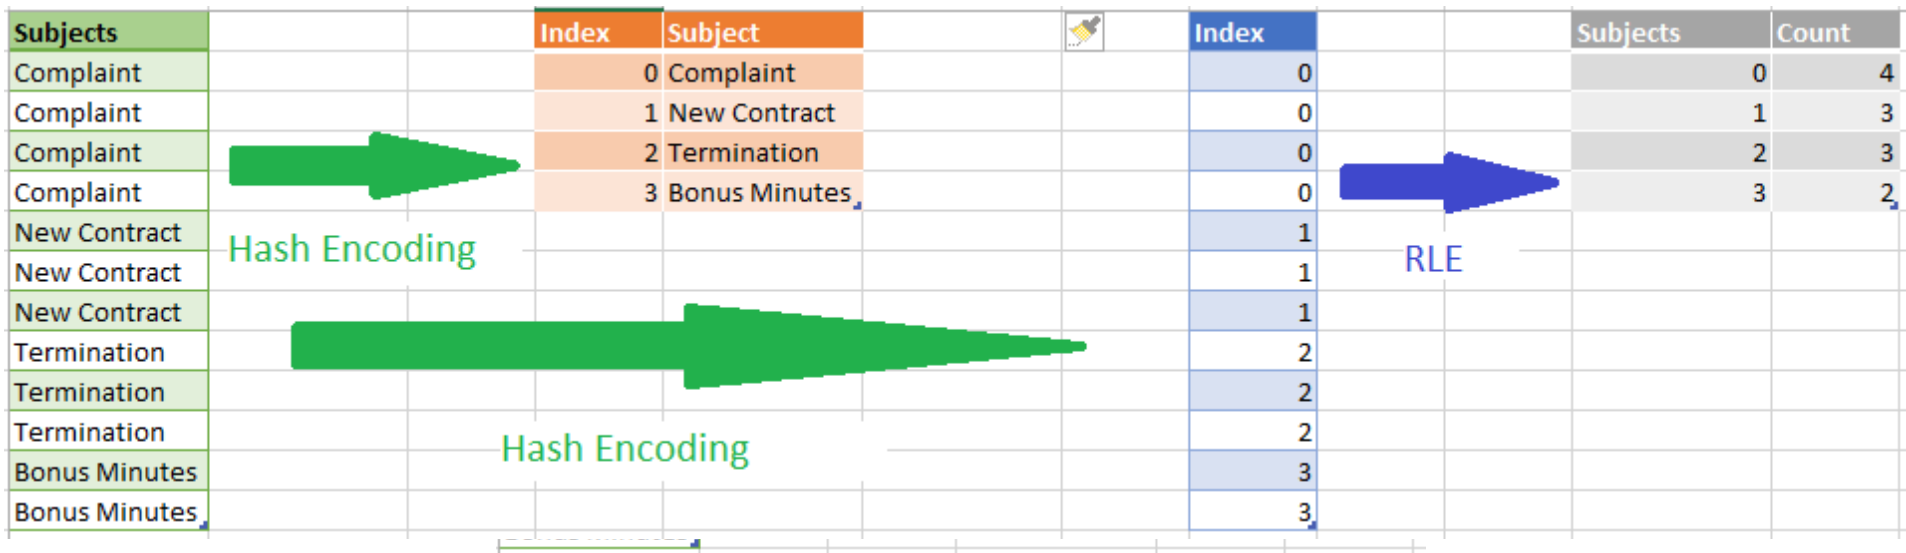 Subjects Index Subject Index Subjects Count
Complaint 0 Complaint 0 0 4
Complaint 1 New Contract 0 1 3
Complaint 2 Termination 0 2 3
Complaint 3 Bonus Minutes 0 3 2
New Contract 1
Hash Encoding RLE
New Contract 1
New Contract 1
Termination 2
Termination 2
Termination 2
Hash Encoding
Bonus Minutes 3
Bonus Minutes 3